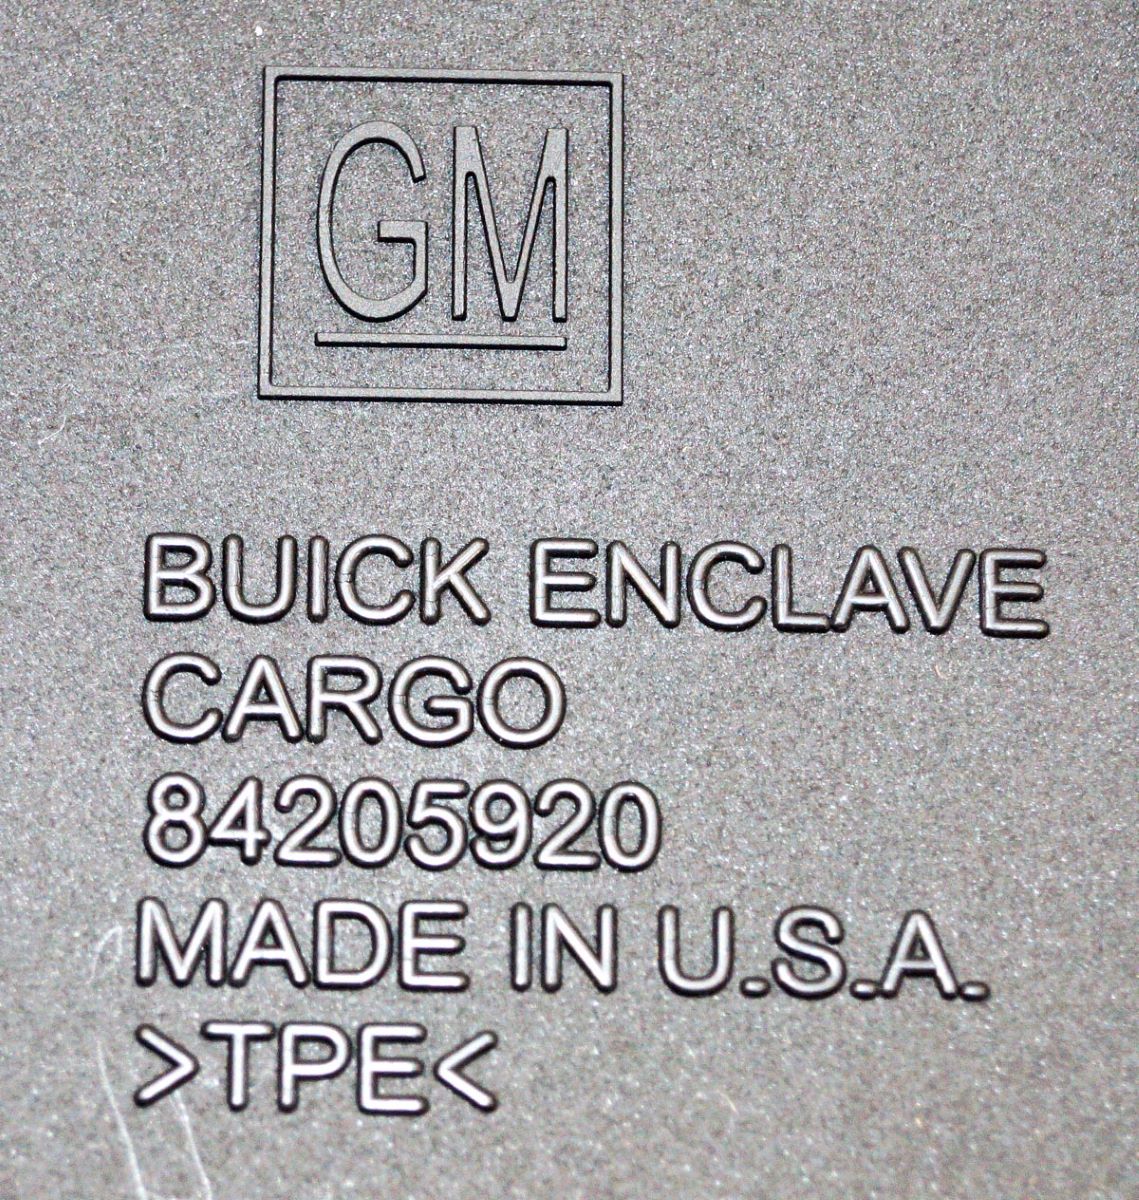 GM
BUICK ENCLAVE
CARGO
84205920
MADE IN U.S.A.
>TPE<